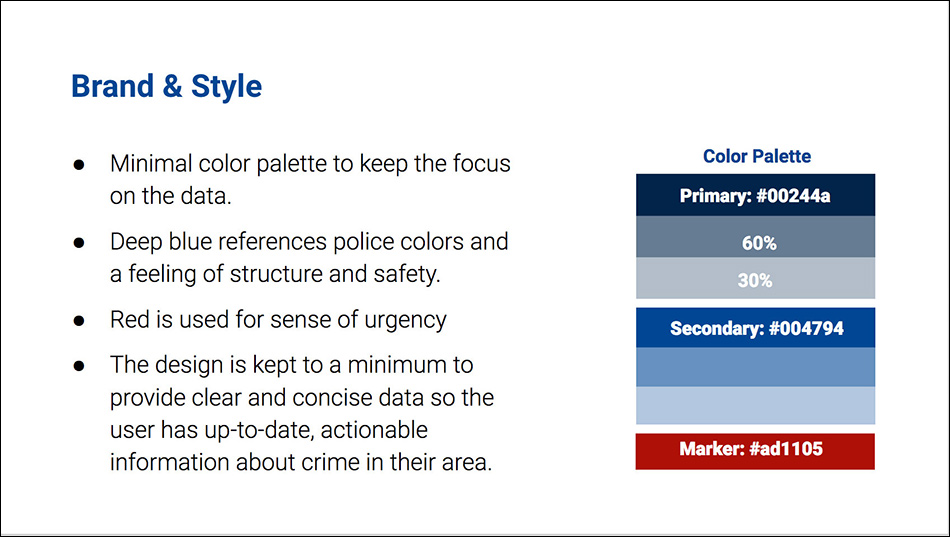 Brand & Style
● Minimal color palette to keep the focus
on the data.
● Deep blue references police colors and
a feeling of structure and safety.
● Red is used for sense of urgency
● The design is kept to a minimum to
provide clear and concise data so the
user has up-to-date, actionable
information about crime in their area.
Color Palette
Primary: #00244a
60%
30%
Secondary: #004794
Marker: #ad1105